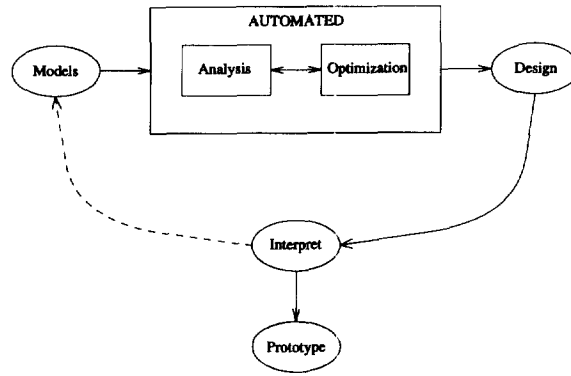 AUTOMATED
Models
Analysis
Optimization
Design
Interpret
Prototype